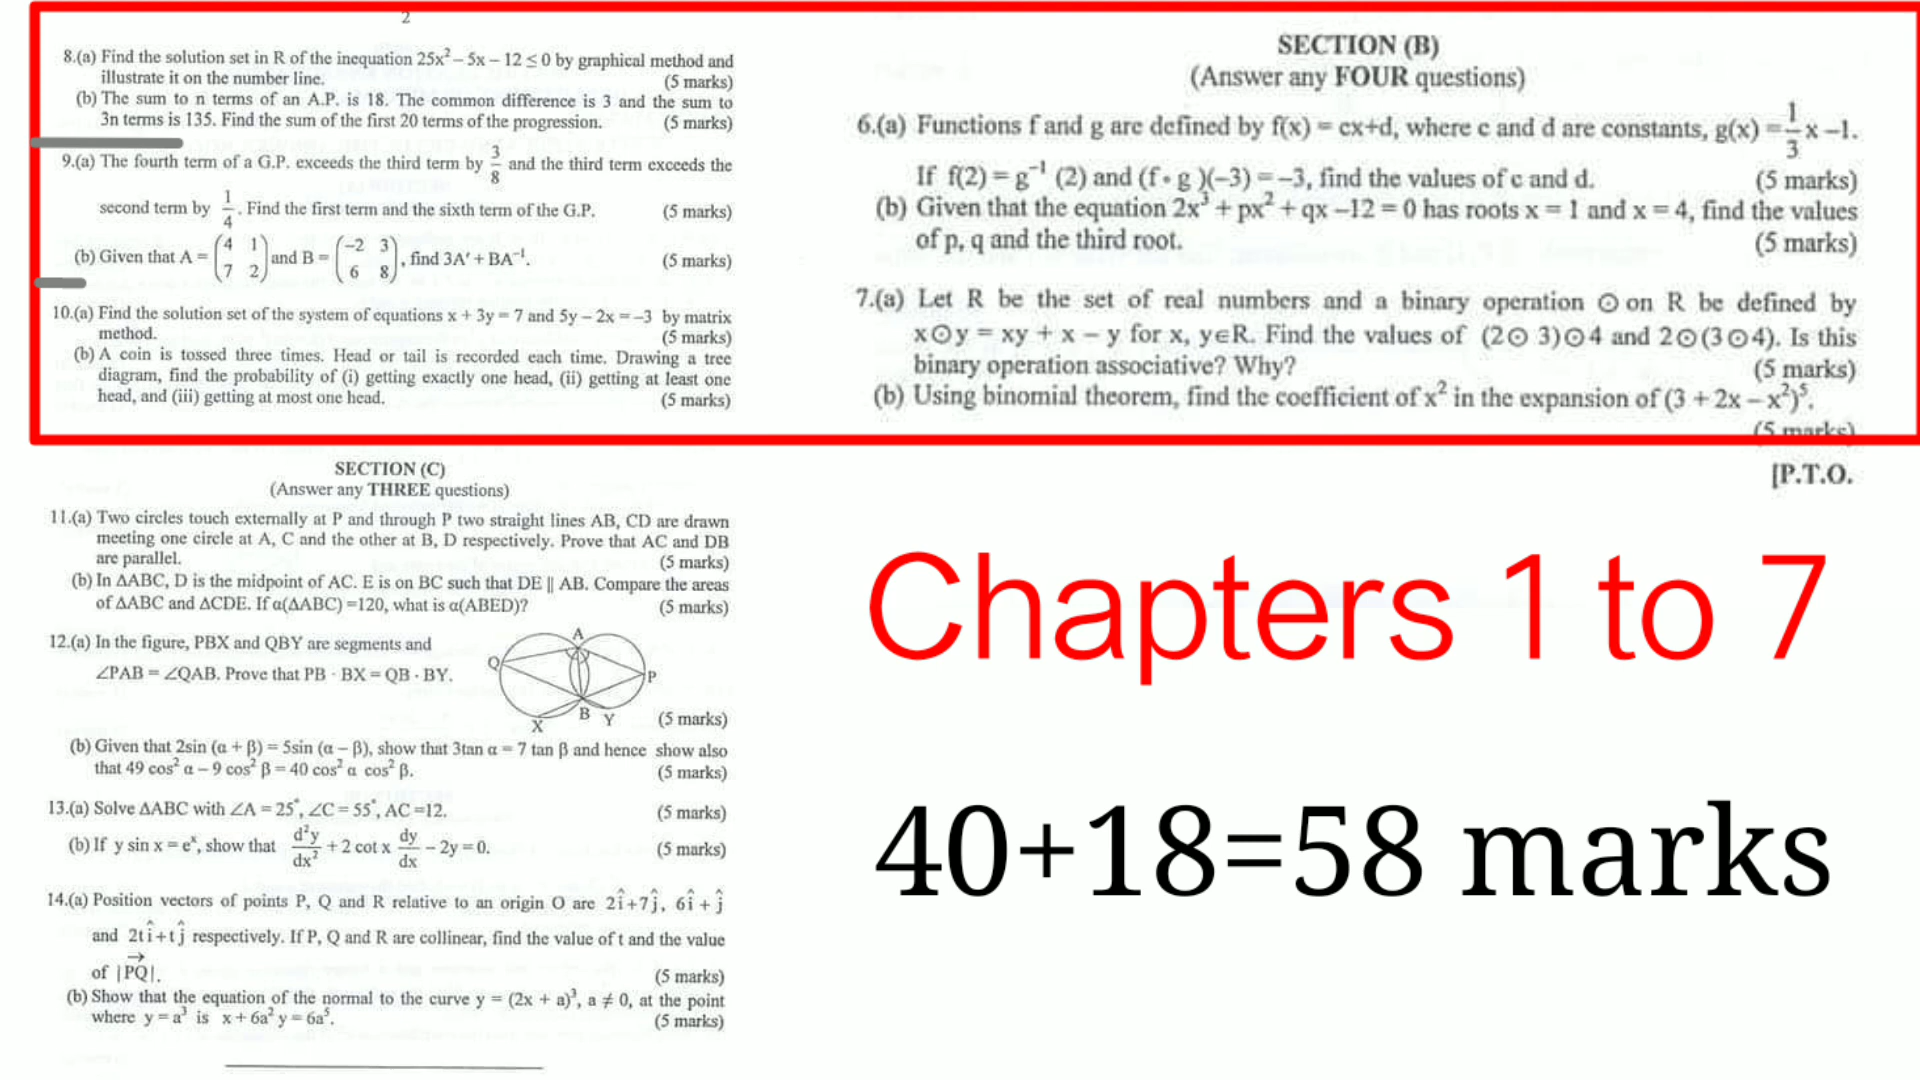 2
8.(a) Find the solution set in R of the inequation 25x² – 5x – 12 ≤ 0 by graphical method and
illustrate it on the number line. (5 marks)
(b) The sum to n terms of an A.P. is 18. The common difference is 3 and the sum to
3n terms is 135. Find the sum of the first 20 terms of the progression. (5 marks)
9.(a) The fourth term of a G.P. exceeds the third term by 3/8 and the third term exceeds the
second term by 1/4. Find the first term and the sixth term of the G.P. (5 marks)
(b) Given that A = (4 1 7 2) and B = (–2 3 6 8), find 3A′ + BA⁻¹. (5 marks)
10.(a) Find the solution set of the system of equations x + 3y = 7 and 5y – 2x = –3 by matrix
method. (5 marks)
(b) A coin is tossed three times. Head or tail is recorded each time. Drawing a tree
diagram, find the probability of (i) getting exactly one head, (ii) getting at least one
head, and (iii) getting at most one head. (5 marks)
SECTION (B)
(Answer any FOUR questions)
6.(a) Functions f and g are defined by f(x) = cx+d, where c and d are constants, g(x) = 1/3 x –1.
If f(2) = g⁻¹ (2) and (f∘g)(–3) = –3, find the values of c and d. (5 marks)
(b) Given that the equation 2x³ + px² + qx –12 = 0 has roots x = 1 and x = 4, find the values
of p, q and the third root. (5 marks)
7.(a) Let R be the set of real numbers and a binary operation ⊙ on R be defined by
x⊙y = xy + x – y for x, y∈R. Find the values of (2⊙ 3)⊙4 and 2⊙(3⊙4). Is this
binary operation associative? Why? (5 marks)
(b) Using binomial theorem, find the coefficient of x² in the expansion of (3 + 2x – x²)⁵.
(5 marks)
[P.T.O.
SECTION (C)
(Answer any THREE questions)
11.(a) Two circles touch externally at P and through P two straight lines AB, CD are drawn
meeting one circle at A, C and the other at B, D respectively. Prove that AC and DB
are parallel. (5 marks)
(b) In ΔABC, D is the midpoint of AC. E is on BC such that DE || AB. Compare the areas
of ΔABC and ΔCDE. If α(ΔABC) =120, what is α(ABED)? (5 marks)
12.(a) In the figure, PBX and QBY are segments and
∠PAB = ∠QAB. Prove that PB · BX = QB · BY.
A
Q
P
B
Y
X
(5 marks)
(b) Given that 2sin (α + β) = 5sin (α – β), show that 3tan α = 7 tan β and hence show also
that 49 cos² α – 9 cos² β = 40 cos² α cos² β. (5 marks)
13.(a) Solve ΔABC with ∠A = 25°, ∠C = 55°, AC =12. (5 marks)
(b) If y sin x = eˣ, show that d²y/dx² + 2 cot x dy/dx – 2y = 0. (5 marks)
14.(a) Position vectors of points P, Q and R relative to an origin O are 2î+7ĵ, 6î + ĵ
and 2tî+tĵ respectively. If P, Q and R are collinear, find the value of t and the value
of |PQ⃗|. (5 marks)
(b) Show that the equation of the normal to the curve y = (2x + a)³, a ≠ 0, at the point
where y = a³ is x + 6a² y = 6a⁵. (5 marks)
Chapters 1 to 7
40+18=58 marks